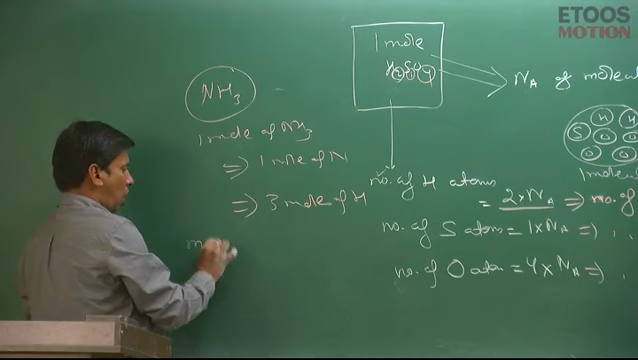 ETOOS
MOTION
1 mole
H2SO4
NA of molecul
NH3
1 mole of NH3
⇒ 1 mole of N
⇒ 3 mole of H
m
S H H
O O
O O
1 molecul
no. of H atoms = 2×NA ⇒ no. of
no. of S atom = 1×NA ⇒ , .
no. of O atom = 4×NA ⇒ ,